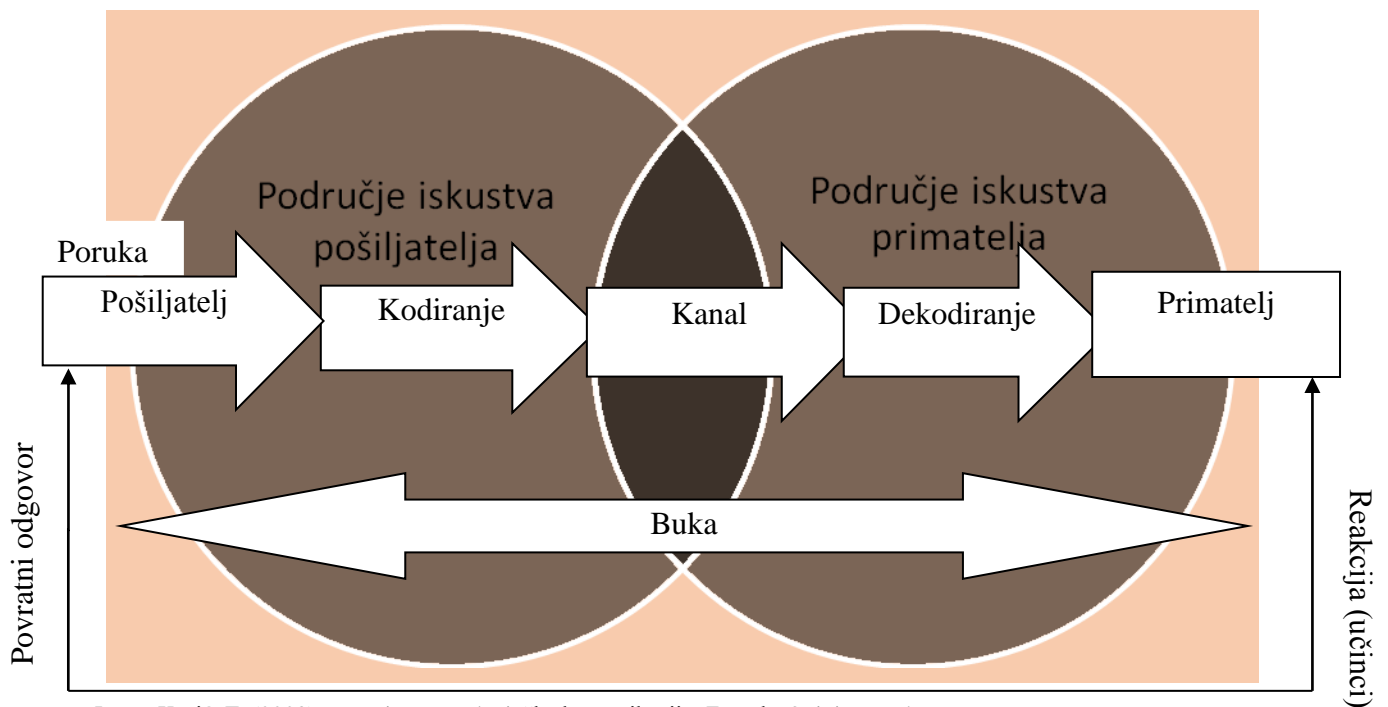 Područje iskustva
pošiljatelja
Područje iskustva
primatelja
Poruka
Pošiljatelj
Kodiranje
Kanal
Dekodiranje
Primatelj
Buka
Povratni odgovor
Reakcija (učinci)